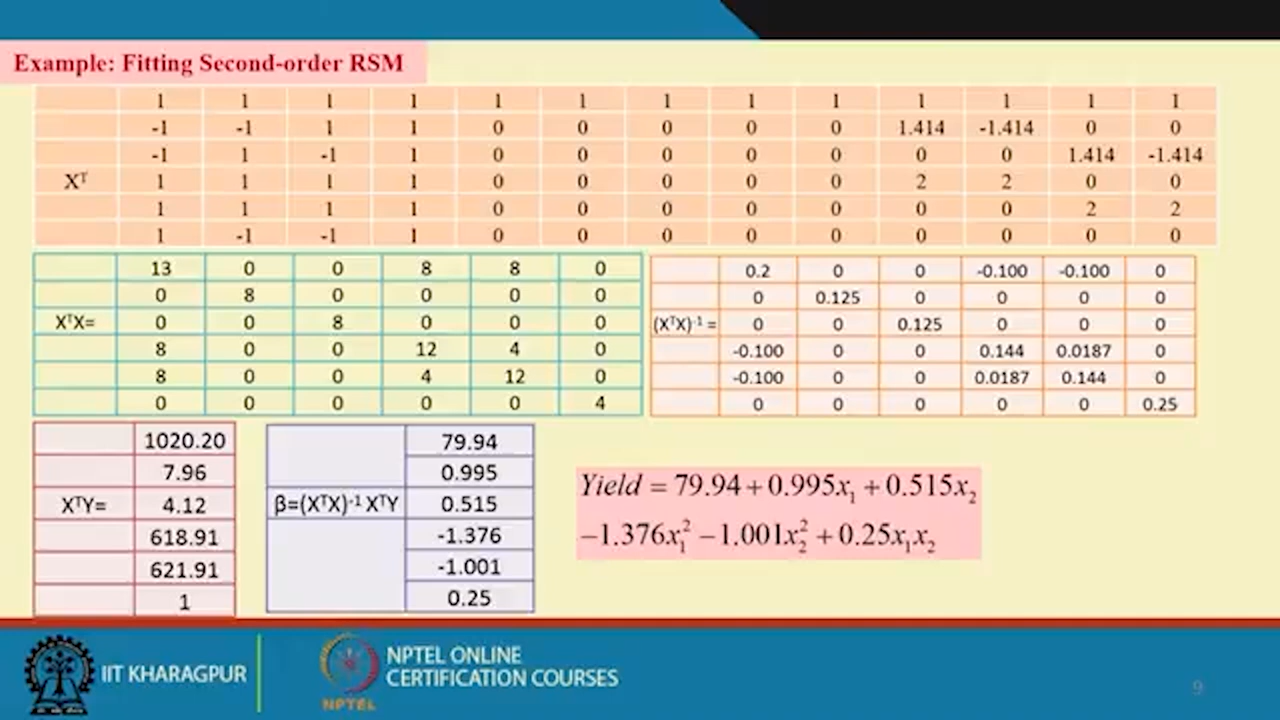 Example: Fitting Second-order RSM
1 1 1 1 1 1 1 1 1 1 1 1 1
-1 -1 1 1 0 0 0 0 0 1.414 -1.414 0 0
-1 1 -1 1 0 0 0 0 0 0 0 1.414 -1.414
Xᵀ 1 1 1 1 0 0 0 0 0 2 2 0 0
1 1 1 1 0 0 0 0 0 0 0 2 2
1 -1 -1 1 0 0 0 0 0 0 0 0 0
13 0 0 8 8 0
0 8 0 0 0 0
XᵀX= 0 0 8 0 0 0
8 0 0 12 4 0
8 0 0 4 12 0
0 0 0 0 0 4
0.2 0 0 -0.100 -0.100 0
0 0.125 0 0 0 0
(XᵀX)⁻¹ = 0 0 0.125 0 0 0
-0.100 0 0 0.144 0.0187 0
-0.100 0 0 0.0187 0.144 0
0 0 0 0 0 0.25
1020.20
7.96
XᵀY= 4.12
618.91
621.91
1
79.94
0.995
β=(XᵀX)⁻¹ XᵀY 0.515
-1.376
-1.001
0.25
Yield = 79.94 + 0.995x₁ + 0.515x₂
−1.376x₁² − 1.001x₂² + 0.25x₁x₂
IIT KHARAGPUR
NPTEL
NPTEL ONLINE
CERTIFICATION COURSES
9